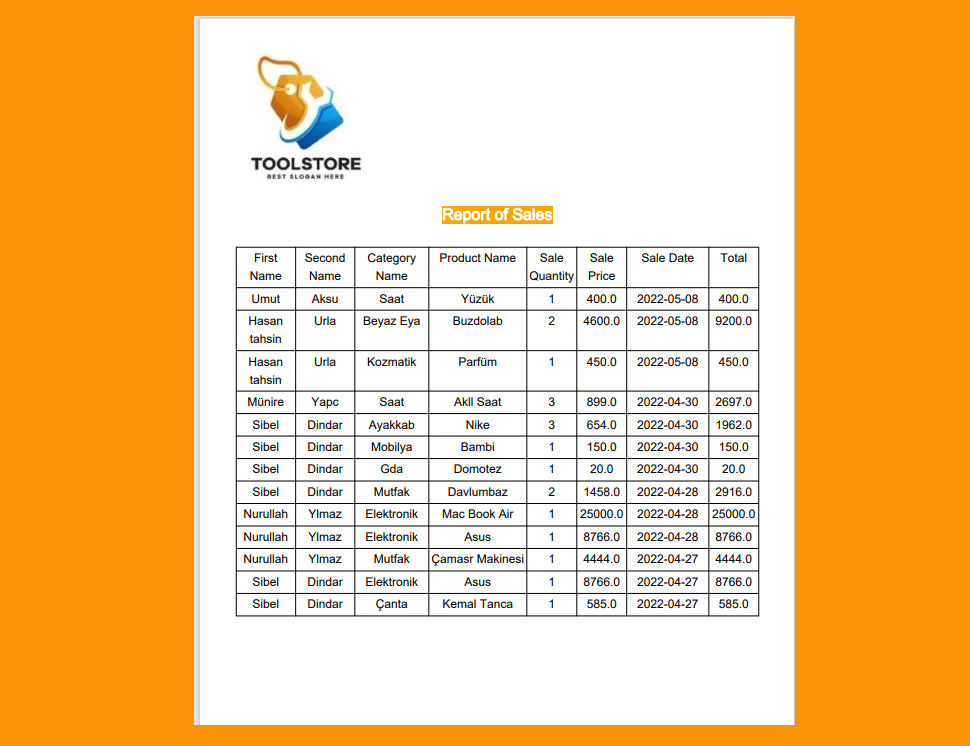 TOOLSTORE
BEST SLOGAN HERE
Report of Sales
First Name Second Name Category Name Product Name Sale Quantity Sale Price Sale Date Total
Umut Aksu Saat Yüzük 1 400.0 2022-05-08 400.0
Hasan tahsin Urla Beyaz Eya Buzdolab 2 4600.0 2022-05-08 9200.0
Hasan tahsin Urla Kozmatik Parfüm 1 450.0 2022-05-08 450.0
Münire Yapc Saat Akll Saat 3 899.0 2022-04-30 2697.0
Sibel Dindar Ayakkab Nike 3 654.0 2022-04-30 1962.0
Sibel Dindar Mobilya Bambi 1 150.0 2022-04-30 150.0
Sibel Dindar Gda Domotez 1 20.0 2022-04-30 20.0
Sibel Dindar Mutfak Davlumbaz 2 1458.0 2022-04-28 2916.0
Nurullah Ylmaz Elektronik Mac Book Air 1 25000.0 2022-04-28 25000.0
Nurullah Ylmaz Elektronik Asus 1 8766.0 2022-04-28 8766.0
Nurullah Ylmaz Mutfak Çamasr Makinesi 1 4444.0 2022-04-27 4444.0
Sibel Dindar Elektronik Asus 1 8766.0 2022-04-27 8766.0
Sibel Dindar Çanta Kemal Tanca 1 585.0 2022-04-27 585.0